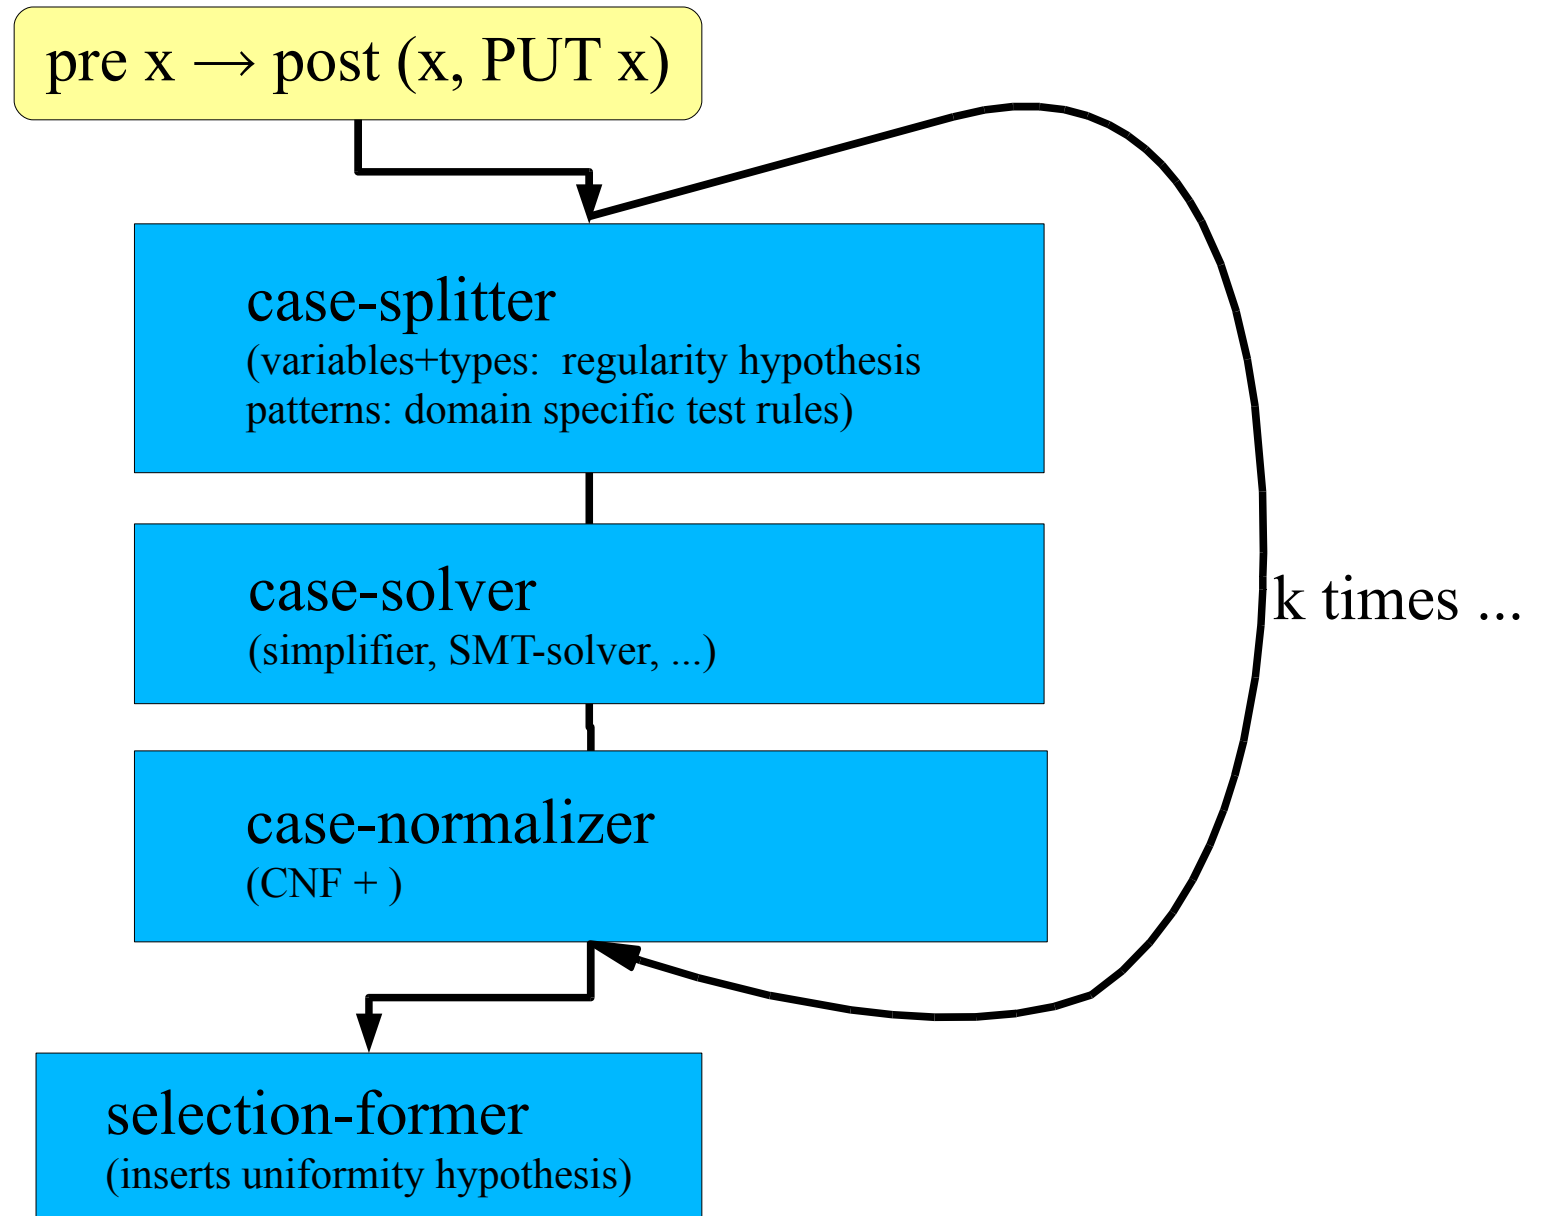 pre x → post (x, PUT x)
case-splitter
(variables+types: regularity hypothesis
patterns: domain specific test rules)
case-solver
(simplifier, SMT-solver, ...)
k times ...
case-normalizer
(CNF + )
selection-former
(inserts uniformity hypothesis)